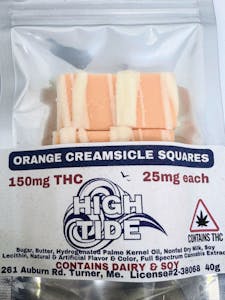 ORANGE CREAMSICLE SQUARES
150mg THC 25mg each
HIGH
TIDE
CONTAINS THC
Sugar, Butter, Hydrogenated Palme Kernel Oil, Nonfat Dry Milk, Soy
Lecithin, Natural & Artificial Flavor & Color, Full Spectrum Cannabis Extract
CONTAINS DAIRY & SOY
261 Auburn Rd. Turner, Me. License#2-38068 40g